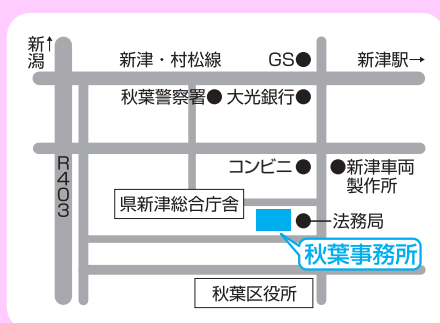 新潟↑
新津・村松線
GS●
新津駅→
秋葉警察署●
大光銀行●
R403
コンビニ●
●新津車両
製作所
県新津総合庁舎
●法務局
秋葉事務所
秋葉区役所